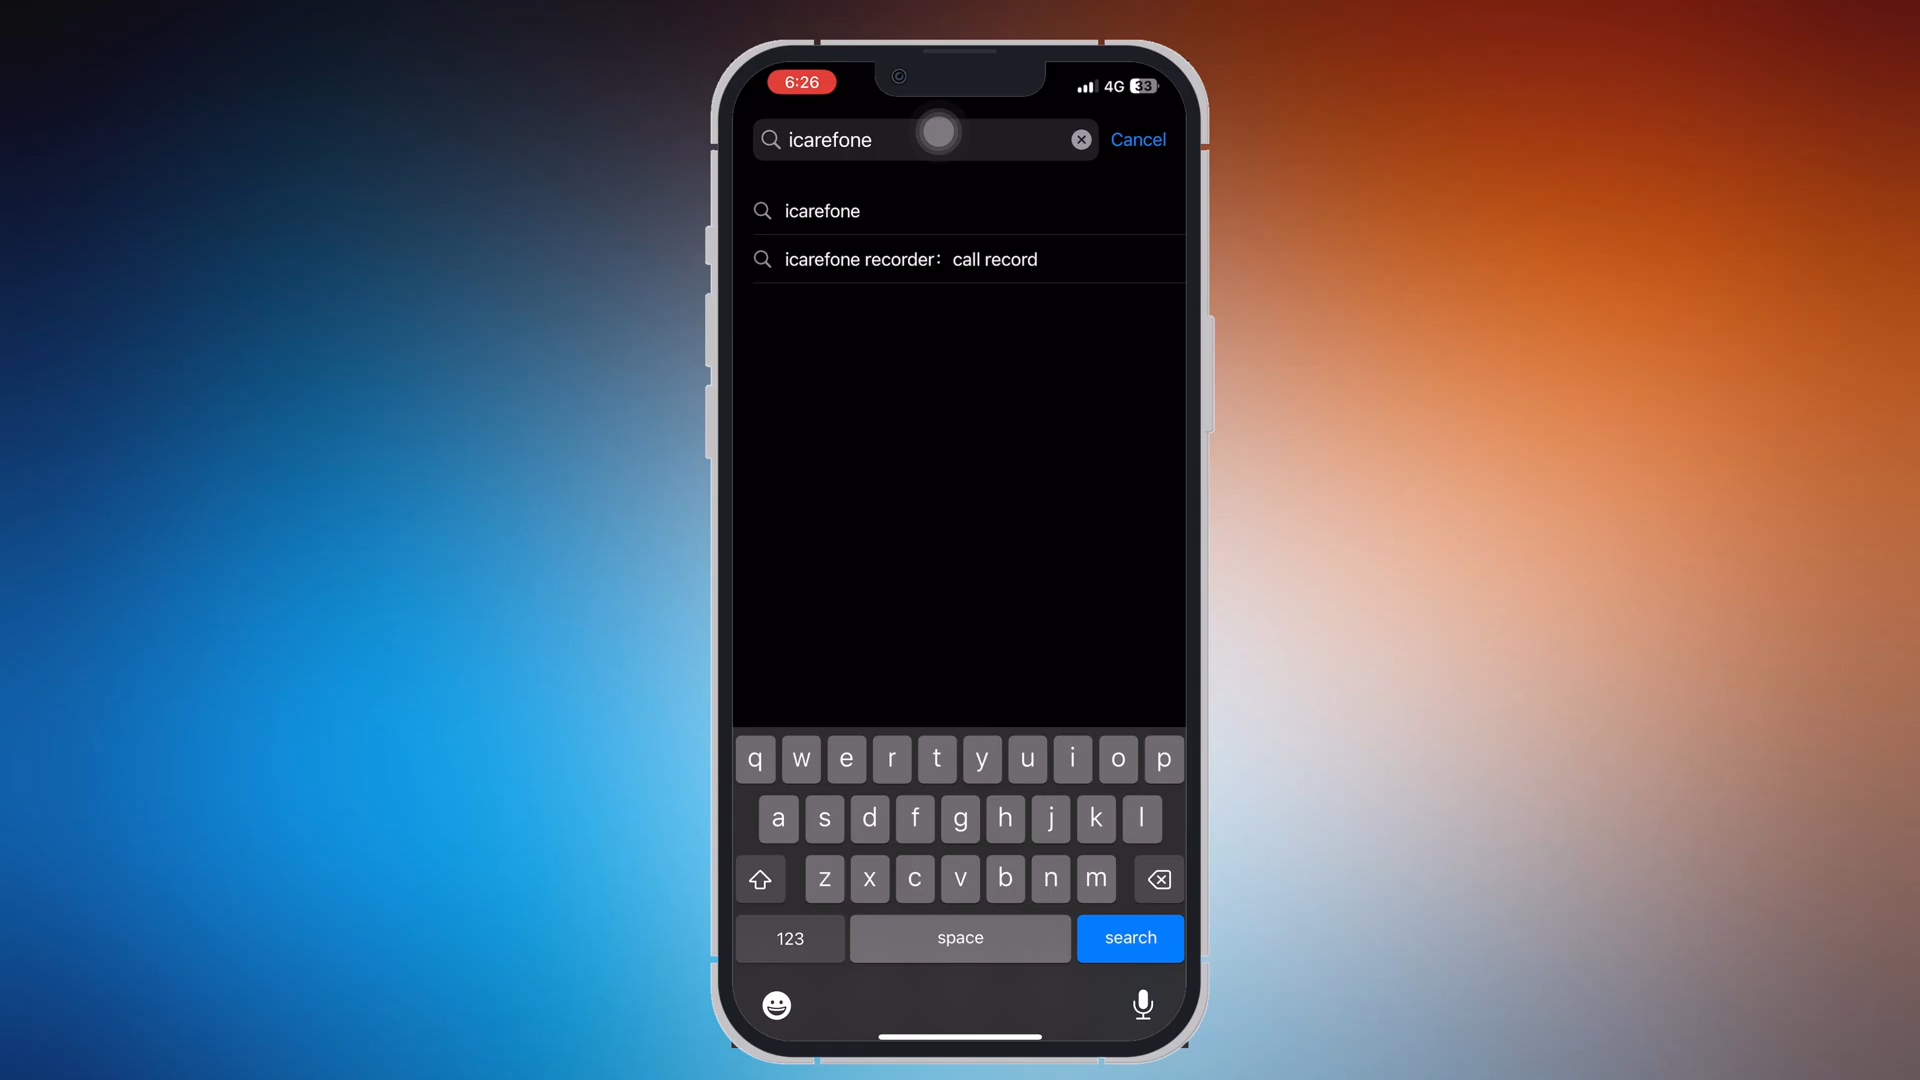 6:26
4G 33
icarefone
Cancel
icarefone
icarefone recorder：call record
q w e r t y u i o p
a s d f g h j k l
z x c v b n m
123 space search